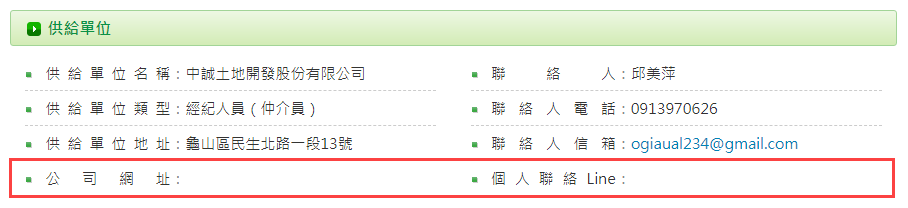 供給單位
供給單位名稱：中誠土地開發股份有限公司
聯絡人：邱美萍
供給單位類型：經紀人員（仲介員）
聯絡人電話：0913970626
供給單位地址：龜山區民生北路一段13號
聯絡人信箱：ogiaual234@gmail.com
公司網址：
個人聯絡Line：